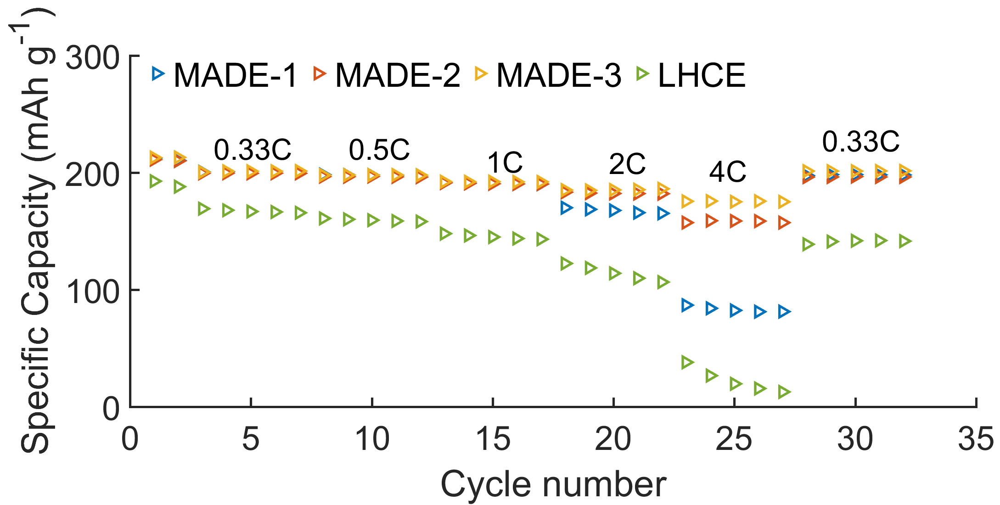 Specific Capacity (mAh g⁻¹)
300
200
100
0
MADE-1 MADE-2 MADE-3 LHCE
0.33C 0.5C 1C 2C 4C 0.33C
0 5 10 15 20 25 30 35
Cycle number